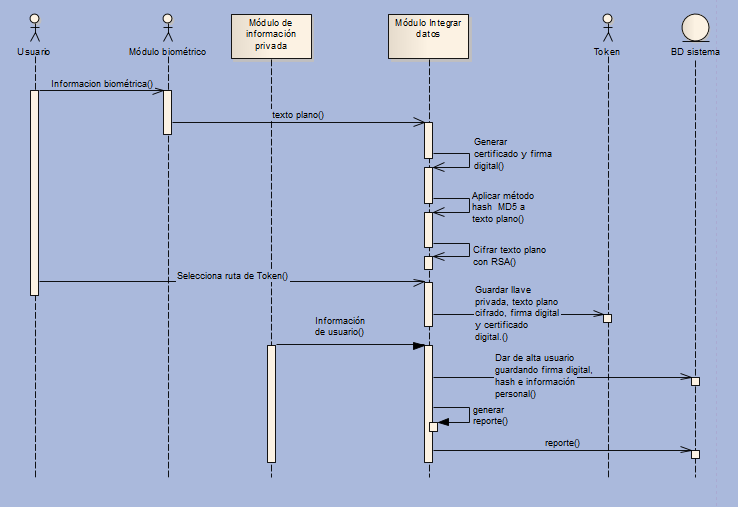 Usuario
Módulo biométrico
Módulo de
información
privada
Módulo Integrar
datos
Token
BD sistema
Informacion biométrica()
texto plano()
Generar
certificado y firma
digital()
Aplicar método
hash MD5 a
texto plano()
Cifrar texto plano
con RSA()
Selecciona ruta de Token()
Guardar llave
privada, texto plano
cifrado, firma digital
y certificado
digital.()
Información
de usuario()
Dar de alta usuario
guardando firma digital,
hash e información
personal()
generar
reporte()
reporte()